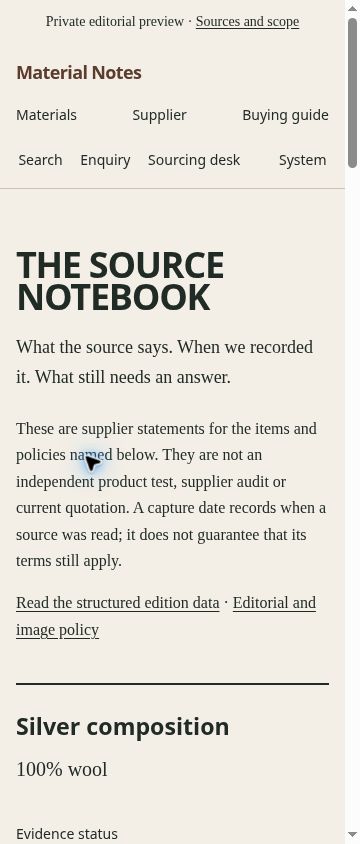 Private editorial preview · Sources and scope
Material Notes
Materials Supplier Buying guide
Search Enquiry Sourcing desk System
THE SOURCE
NOTEBOOK
What the source says. When we recorded
it. What still needs an answer.
These are supplier statements for the items and
policies named below. They are not an
independent product test, supplier audit or
current quotation. A capture date records when a
source was read; it does not guarantee that its
terms still apply.
Read the structured edition data · Editorial and
image policy
Silver composition
100% wool
Evidence status